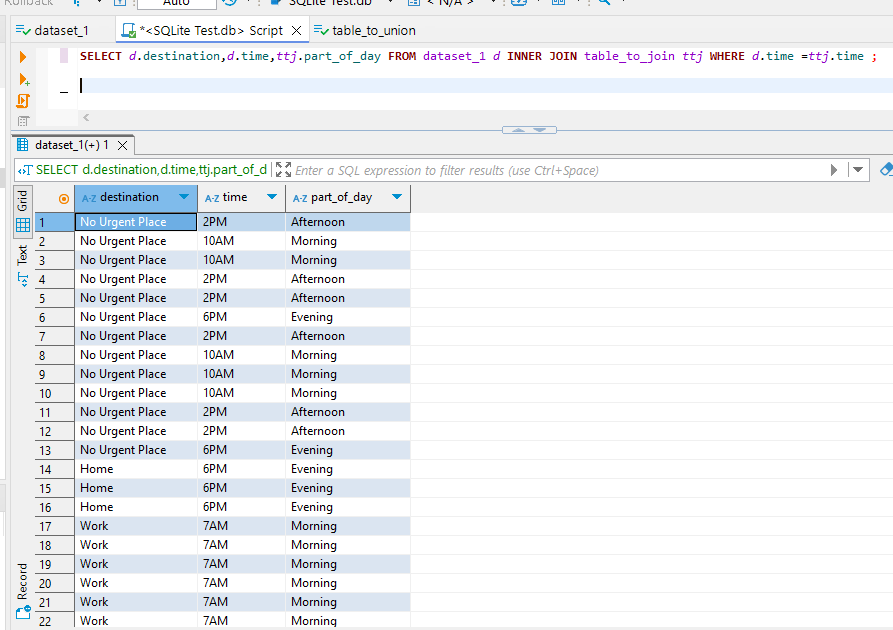 Rollback Auto SQLite Test.db < N/A >
dataset_1 *<SQLite Test.db> Script table_to_union
SELECT d.destination,d.time,ttj.part_of_day FROM dataset_1 d INNER JOIN table_to_join ttj WHERE d.time =ttj.time ;
dataset_1(+) 1
SELECT d.destination,d.time,ttj.part_of_d Enter a SQL expression to filter results (use Ctrl+Space)
Grid
Text
Record
A-Z destination A-Z time A-Z part_of_day
1 No Urgent Place 2PM Afternoon
2 No Urgent Place 10AM Morning
3 No Urgent Place 10AM Morning
4 No Urgent Place 2PM Afternoon
5 No Urgent Place 2PM Afternoon
6 No Urgent Place 6PM Evening
7 No Urgent Place 2PM Afternoon
8 No Urgent Place 10AM Morning
9 No Urgent Place 10AM Morning
10 No Urgent Place 10AM Morning
11 No Urgent Place 2PM Afternoon
12 No Urgent Place 2PM Afternoon
13 No Urgent Place 6PM Evening
14 Home 6PM Evening
15 Home 6PM Evening
16 Home 6PM Evening
17 Work 7AM Morning
18 Work 7AM Morning
19 Work 7AM Morning
20 Work 7AM Morning
21 Work 7AM Morning
22 Work 7AM Morning